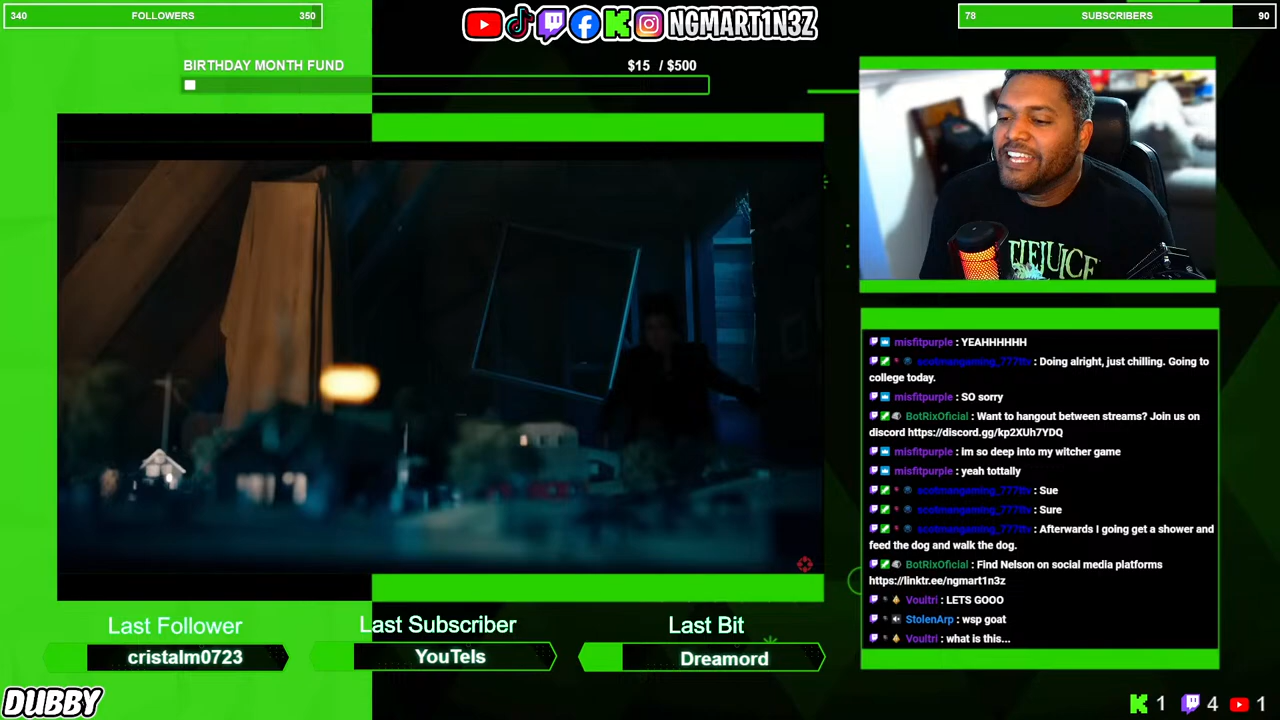 340 FOLLOWERS 350
NGMART1N3Z
78 SUBSCRIBERS 90
BIRTHDAY MONTH FUND $15 / $500
misfitpurple : YEAHHHHHH
scotmangaming_777ttv : Doing alright, just chilling. Going to
college today.
misfitpurple : SO sorry
BotRixOficial : Want to hangout between streams? Join us on
discord https://discord.gg/kp2XUh7YDQ
misfitpurple : im so deep into my witcher game
misfitpurple : yeah tottally
scotmangaming_777ttv : Sue
scotmangaming_777ttv : Sure
scotmangaming_777ttv : Afterwards I going get a shower and
feed the dog and walk the dog.
BotRixOficial : Find Nelson on social media platforms
https://linktr.ee/ngmart1n3z
Voultri : LETS GOOO
StolenArp : wsp goat
Voultri : what is this...
Last Follower
cristalm0723
Last Subscriber
YouTels
Last Bit
Dreamord
DUBBY
1 4 1